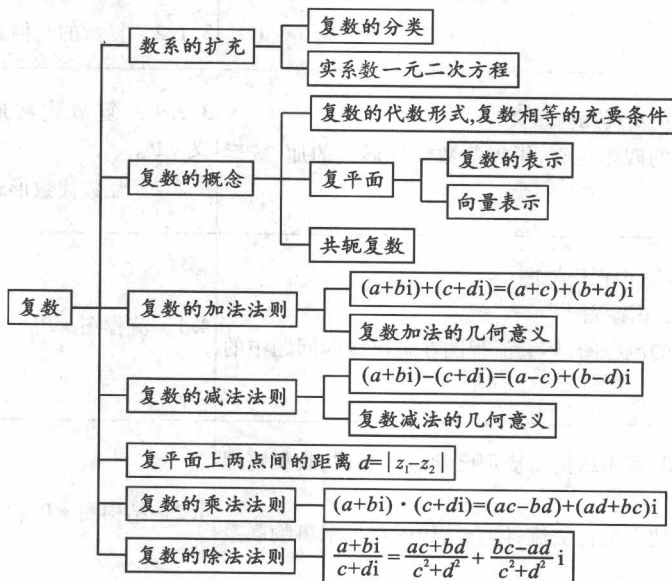 复数的分类
数系的扩充
实系数一元二次方程
复数的代数形式,复数相等的充要条件
复数的表示
复数的概念
复平面
向量表示
共轭复数
复数
(a+bi)+(c+di)=(a+c)+(b+d)i
复数的加法法则
复数加法的几何意义
(a+bi)-(c+di)=(a-c)+(b-d)i
复数的减法法则
复数减法的几何意义
复平面上两点间的距离 d=|z₁-z₂|
复数的乘法法则
(a+bi)·(c+di)=(ac-bd)+(ad+bc)i
复数的除法法则
\frac{a+bi}{c+di}=\frac{ac+bd}{c²+d²}+\frac{bc-ad}{c²+d²}i